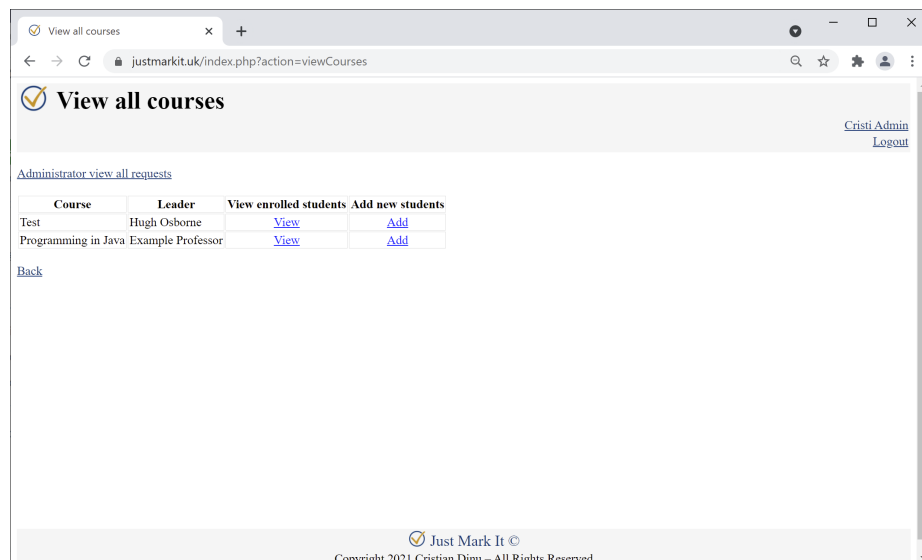 View all courses
justmarkit.uk/index.php?action=viewCourses
View all courses
Cristi Admin
Logout
Administrator view all requests
Course Leader View enrolled students Add new students
Test Hugh Osborne View Add
Programming in Java Example Professor View Add
Back
Just Mark It ©
Copyright 2021 Cristian Dinu – All Rights Reserved